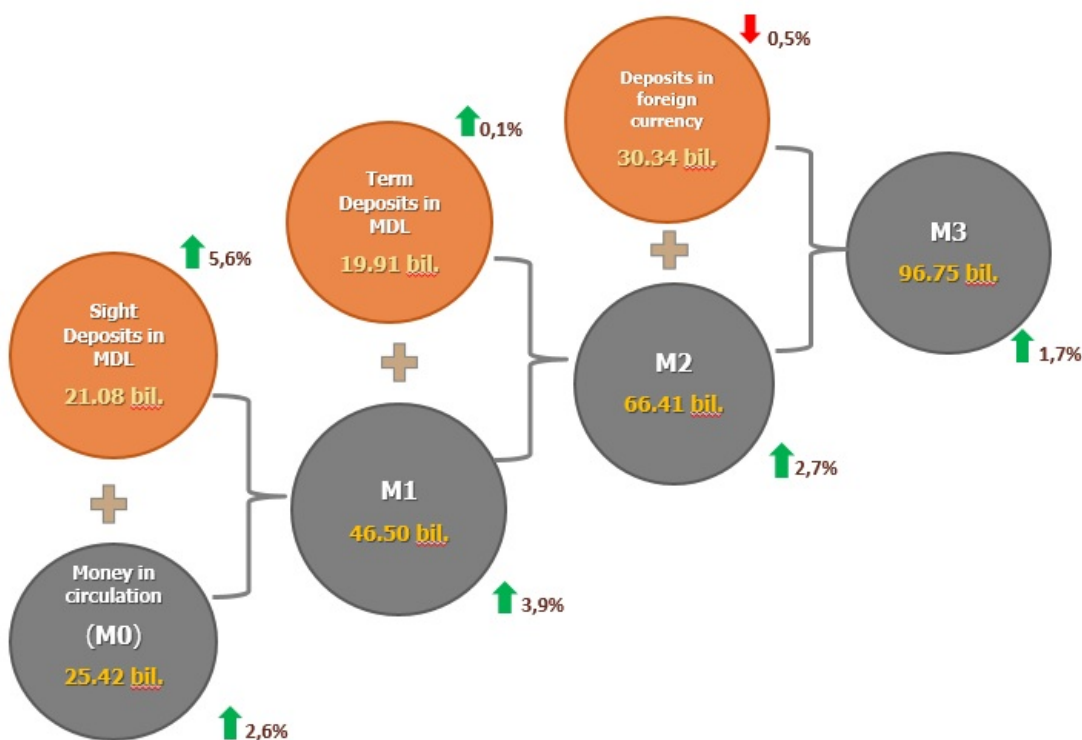 0,5%
Deposits in
foreign
currency
30.34 bil.
0,1%
Term
Deposits in
MDL
19.91 bil.
M3
96.75 bil.
1,7%
5,6%
Sight
Deposits in
MDL
21.08 bil.
M2
66.41 bil.
2,7%
M1
46.50 bil.
3,9%
Money in
circulation
(M0)
25.42 bil.
2,6%